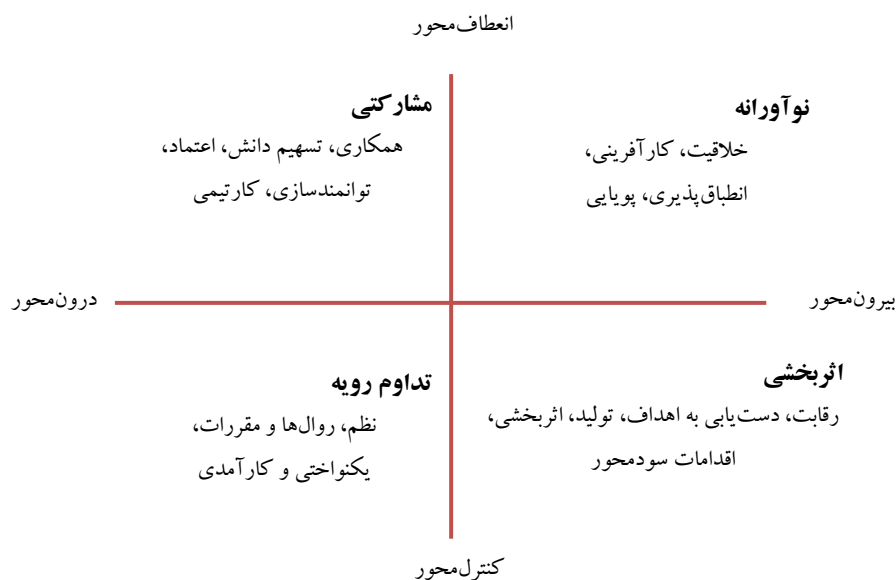 انعطاف‌محور
نوآورانه
خلاقیت، کارآفرینی،
انطباق‌پذیری، پویایی
مشارکتی
همکاری، تسهیم دانش، اعتماد،
توانمندسازی، کارتیمی
بیرون‌محور
درون‌محور
اثربخشی
رقابت، دست‌یابی به اهداف، تولید، اثربخشی،
اقدامات سودمحور
تداوم رویه
نظم، روال‌ها و مقررات،
یکنواختی و کارآمدی
کنترل‌محور